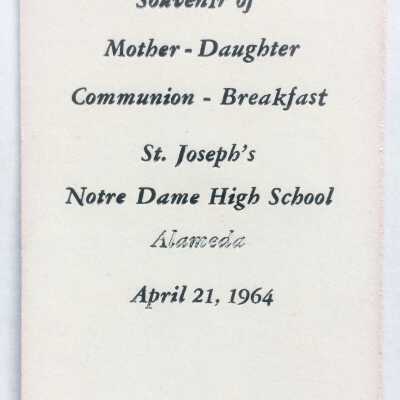 Souvenir of
Mother - Daughter
Communion - Breakfast
St. Joseph's
Notre Dame High School
Alameda
April 21, 1964